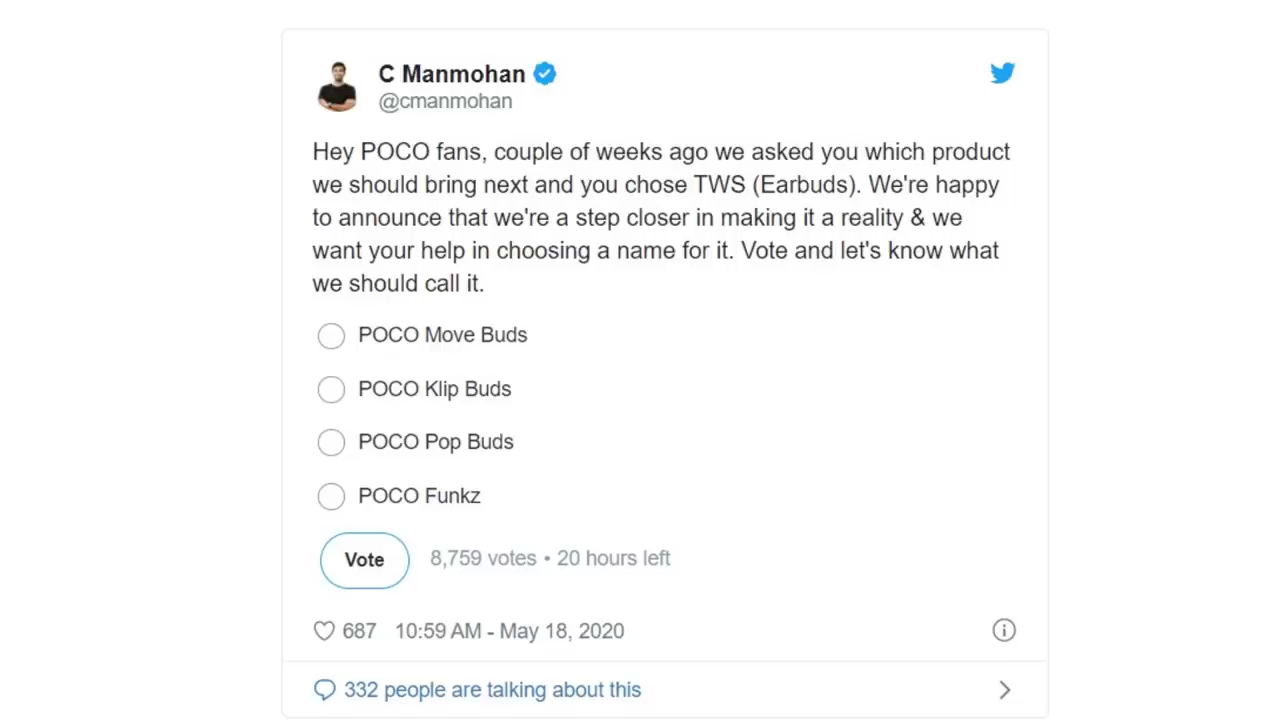 C Manmohan
@cmanmohan
Hey POCO fans, couple of weeks ago we asked you which product
we should bring next and you chose TWS (Earbuds). We're happy
to announce that we're a step closer in making it a reality & we
want your help in choosing a name for it. Vote and let's know what
we should call it.
POCO Move Buds
POCO Klip Buds
POCO Pop Buds
POCO Funkz
Vote 8,759 votes • 20 hours left
687 10:59 AM - May 18, 2020
332 people are talking about this